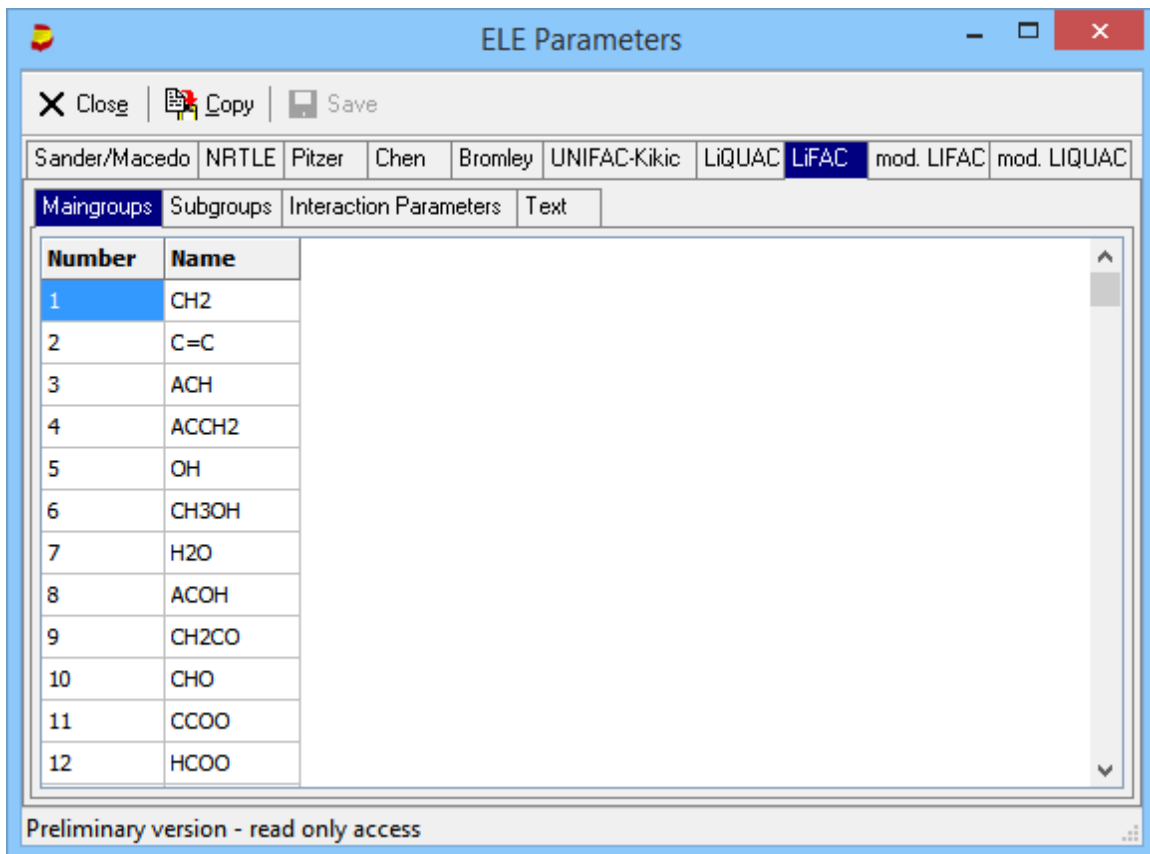 ELE Parameters
Close Copy Save
Sander/Macedo NRTLE Pitzer Chen Bromley UNIFAC-Kikic LiQUAC LiFAC mod. LIFAC mod. LIQUAC
Maingroups Subgroups Interaction Parameters Text
Number Name
1 CH2
2 C=C
3 ACH
4 ACCH2
5 OH
6 CH3OH
7 H2O
8 ACOH
9 CH2CO
10 CHO
11 CCOO
12 HCOO
Preliminary version - read only access